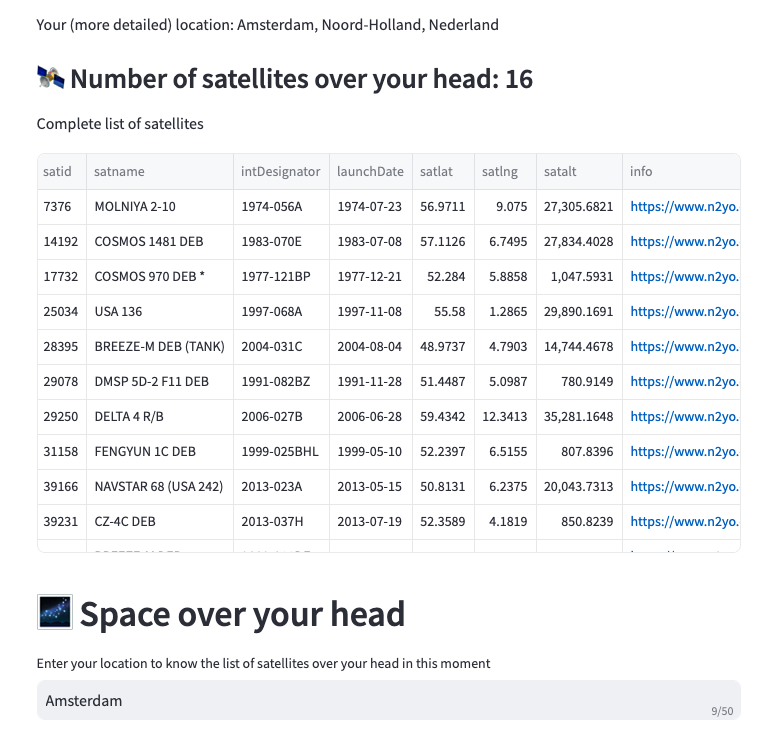 Your (more detailed) location: Amsterdam, Noord-Holland, Nederland
Number of satellites over your head: 16
Complete list of satellites
satid satname intDesignator launchDate satlat satlng satalt info
7376 MOLNIYA 2-10 1974-056A 1974-07-23 56.9711 9.075 27,305.6821 https://www.n2yo.
14192 COSMOS 1481 DEB 1983-070E 1983-07-08 57.1126 6.7495 27,834.4028 https://www.n2yo.
17732 COSMOS 970 DEB * 1977-121BP 1977-12-21 52.284 5.8858 1,047.5931 https://www.n2yo.
25034 USA 136 1997-068A 1997-11-08 55.58 1.2865 29,890.1691 https://www.n2yo.
28395 BREEZE-M DEB (TANK) 2004-031C 2004-08-04 48.9737 4.7903 14,744.4678 https://www.n2yo.
29078 DMSP 5D-2 F11 DEB 1991-082BZ 1991-11-28 51.4487 5.0987 780.9149 https://www.n2yo.
29250 DELTA 4 R/B 2006-027B 2006-06-28 59.4342 12.3413 35,281.1648 https://www.n2yo.
31158 FENGYUN 1C DEB 1999-025BHL 1999-05-10 52.2397 6.5155 807.8396 https://www.n2yo.
39166 NAVSTAR 68 (USA 242) 2013-023A 2013-05-15 50.8131 6.2375 20,043.7313 https://www.n2yo.
39231 CZ-4C DEB 2013-037H 2013-07-19 52.3589 4.1819 850.8239 https://www.n2yo.
Space over your head
Enter your location to know the list of satellites over your head in this moment
Amsterdam
9/50